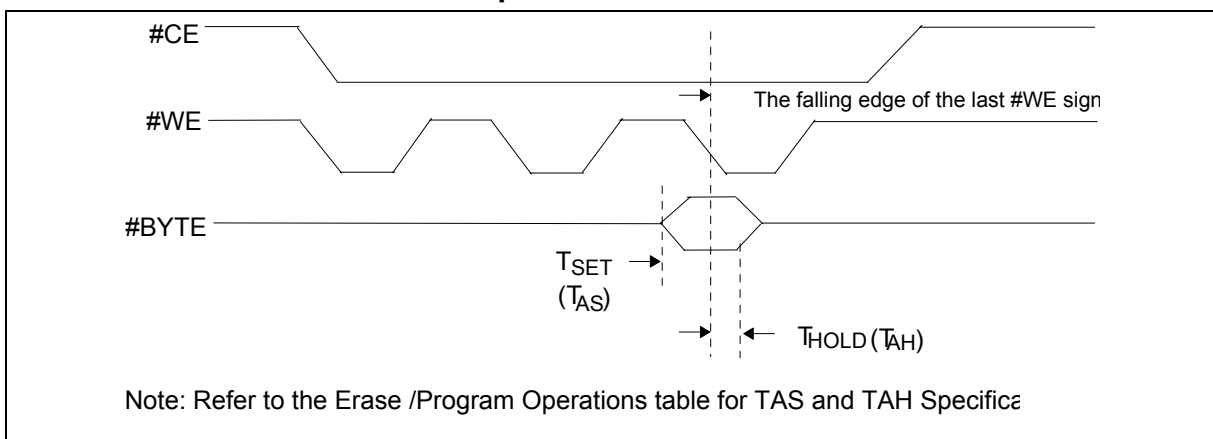 #CE
The falling edge of the last #WE sign
#WE
#BYTE
TSET
(TAS)
THOLD(TAH)
Note: Refer to the Erase /Program Operations table for TAS and TAH